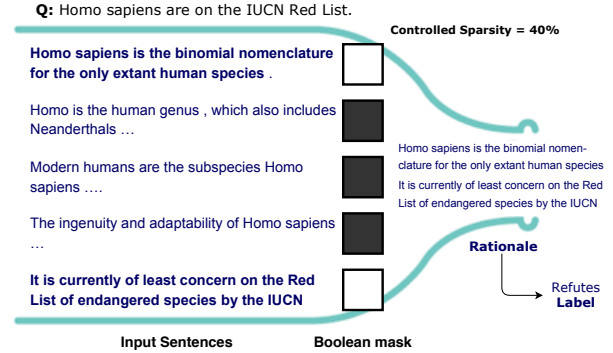 Q: Homo sapiens are on the IUCN Red List.
Controlled Sparsity = 40%
Homo sapiens is the binomial nomenclature
for the only extant human species .
Homo is the human genus , which also includes
Neanderthals …
Modern humans are the subspecies Homo
sapiens ….
The ingenuity and adaptability of Homo sapiens
…
It is currently of least concern on the Red
List of endangered species by the IUCN
Input Sentences
Boolean mask
Homo sapiens is the binomial nomen-
clature for the only extant human species
It is currently of least concern on the Red
List of endangered species by the IUCN
Rationale
Refutes
Label